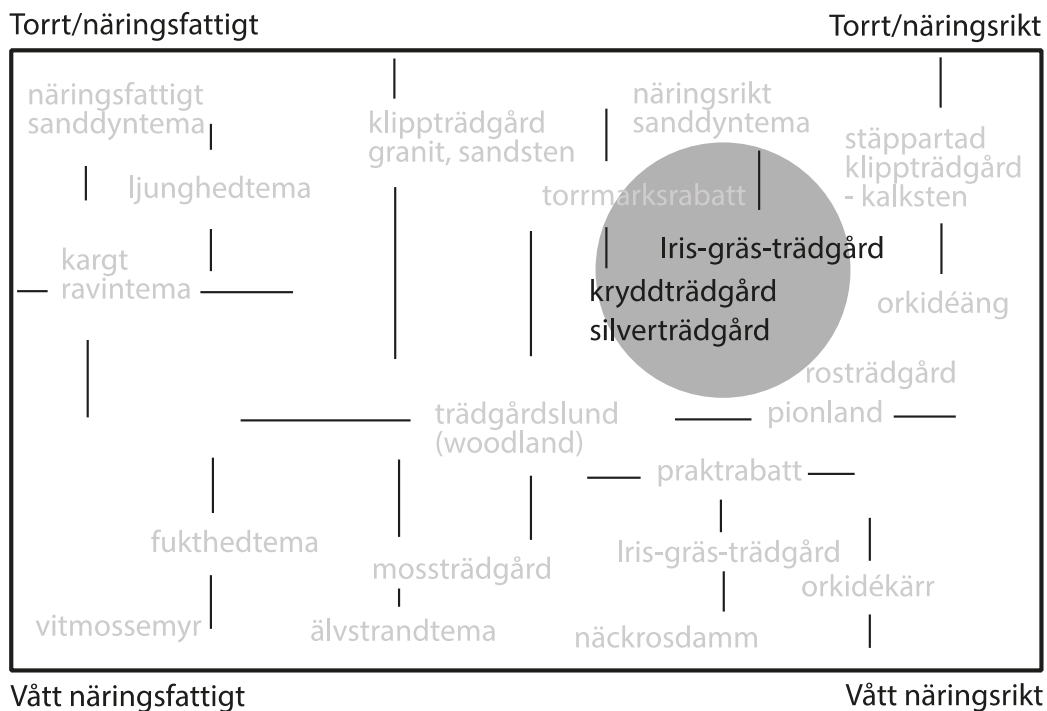 Torrt/näringsfattigt
Torrt/näringsrikt
näringsfattigt
sanddyntema
ljunghedtema
kargt
ravintema
klippträdgård
granit, sandsten
näringsrikt
sanddyntema
torrmarksrabatt
stäppartad
klippträdgård
- kalksten
Iris-gräs-trädgård
kryddträdgård
silverträdgård
orkidéäng
rosträdgård
pionland
trädgårdslund
(woodland)
praktrabatt
fukthedtema
mossträdgård
Iris-gräs-trädgård
orkidékärr
vitmossemyr
älvstrandtema
näckrosdamm
Vått näringsfattigt
Vått näringsrikt